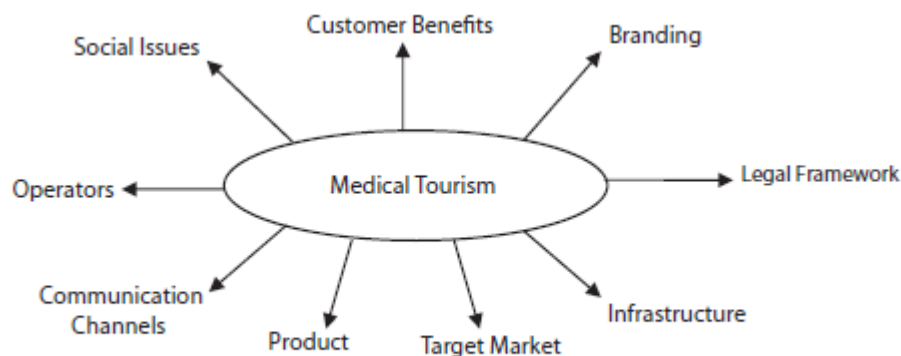 Customer Benefits
Social Issues
Branding
Operators
Medical Tourism
Legal Framework
Communication
Channels
Product
Target Market
Infrastructure